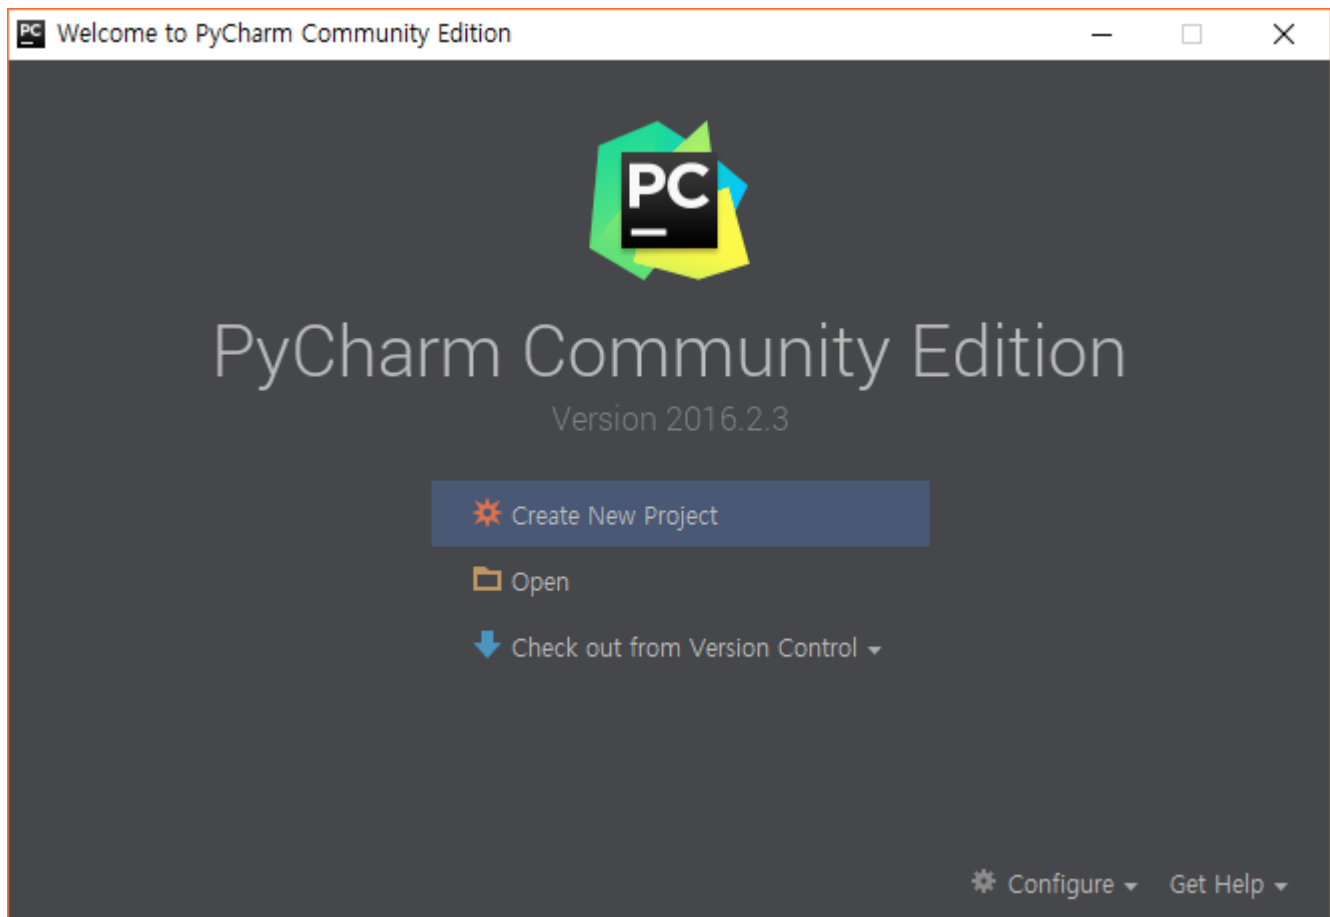 PC Welcome to PyCharm Community Edition
PC
PyCharm Community Edition
Version 2016.2.3
Create New Project
Open
Check out from Version Control
Configure Get Help